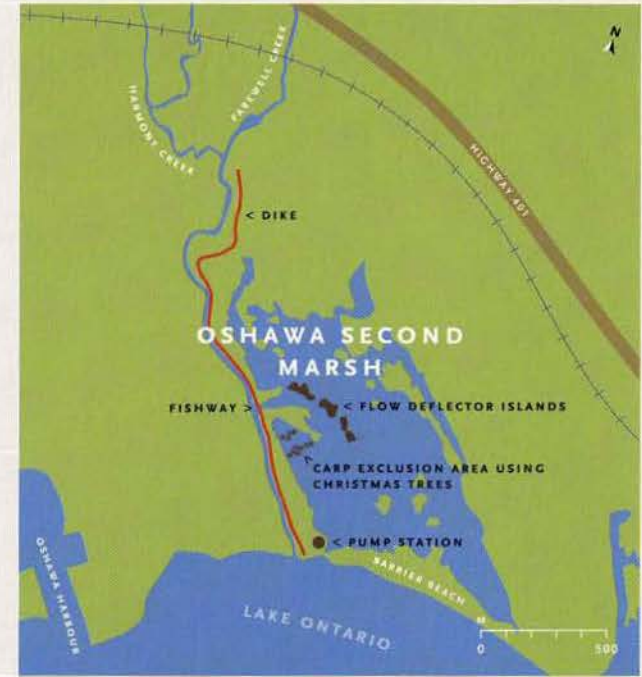 N
HARMONY CREEK
FAREWELL CREEK
HIGHWAY 401
< DIKE
OSHAWA SECOND
MARSH
FISHWAY >
< FLOW DEFLECTOR ISLANDS
< CARP EXCLUSION AREA USING
CHRISTMAS TREES
< PUMP STATION
BARRIER BEACH
OSHAWA HARBOUR
LAKE ONTARIO
M
0 500